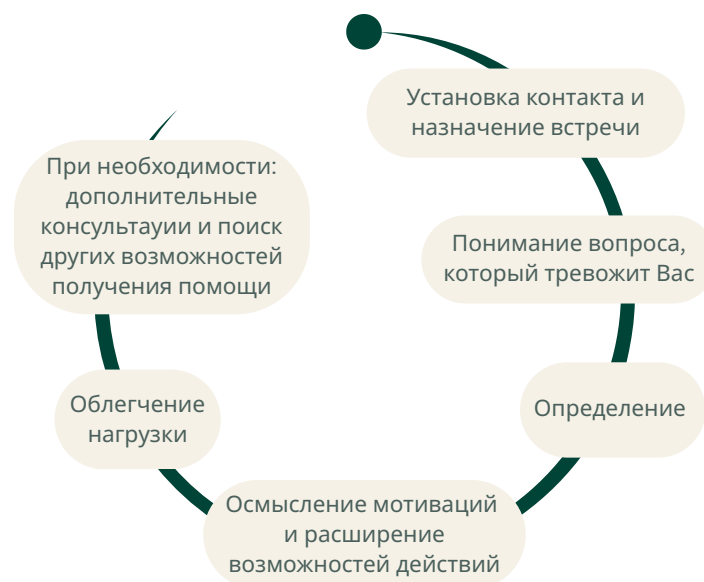 Установка контакта и
назначение встречи
Понимание вопроса,
который тревожит Вас
Определение
Осмысление мотиваций
и расширение
возможностей действий
Облегчение
нагрузки
При необходимости:
дополнительные
консультауии и поиск
других возможностей
получения помощи